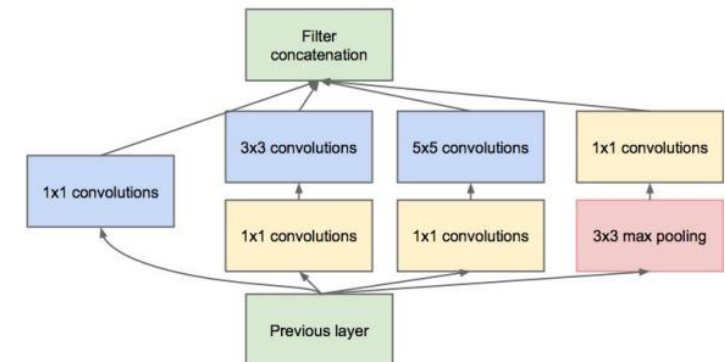 Filter
concatenation
3x3 convolutions
5x5 convolutions
1x1 convolutions
1x1 convolutions
1x1 convolutions
1x1 convolutions
3x3 max pooling
Previous layer